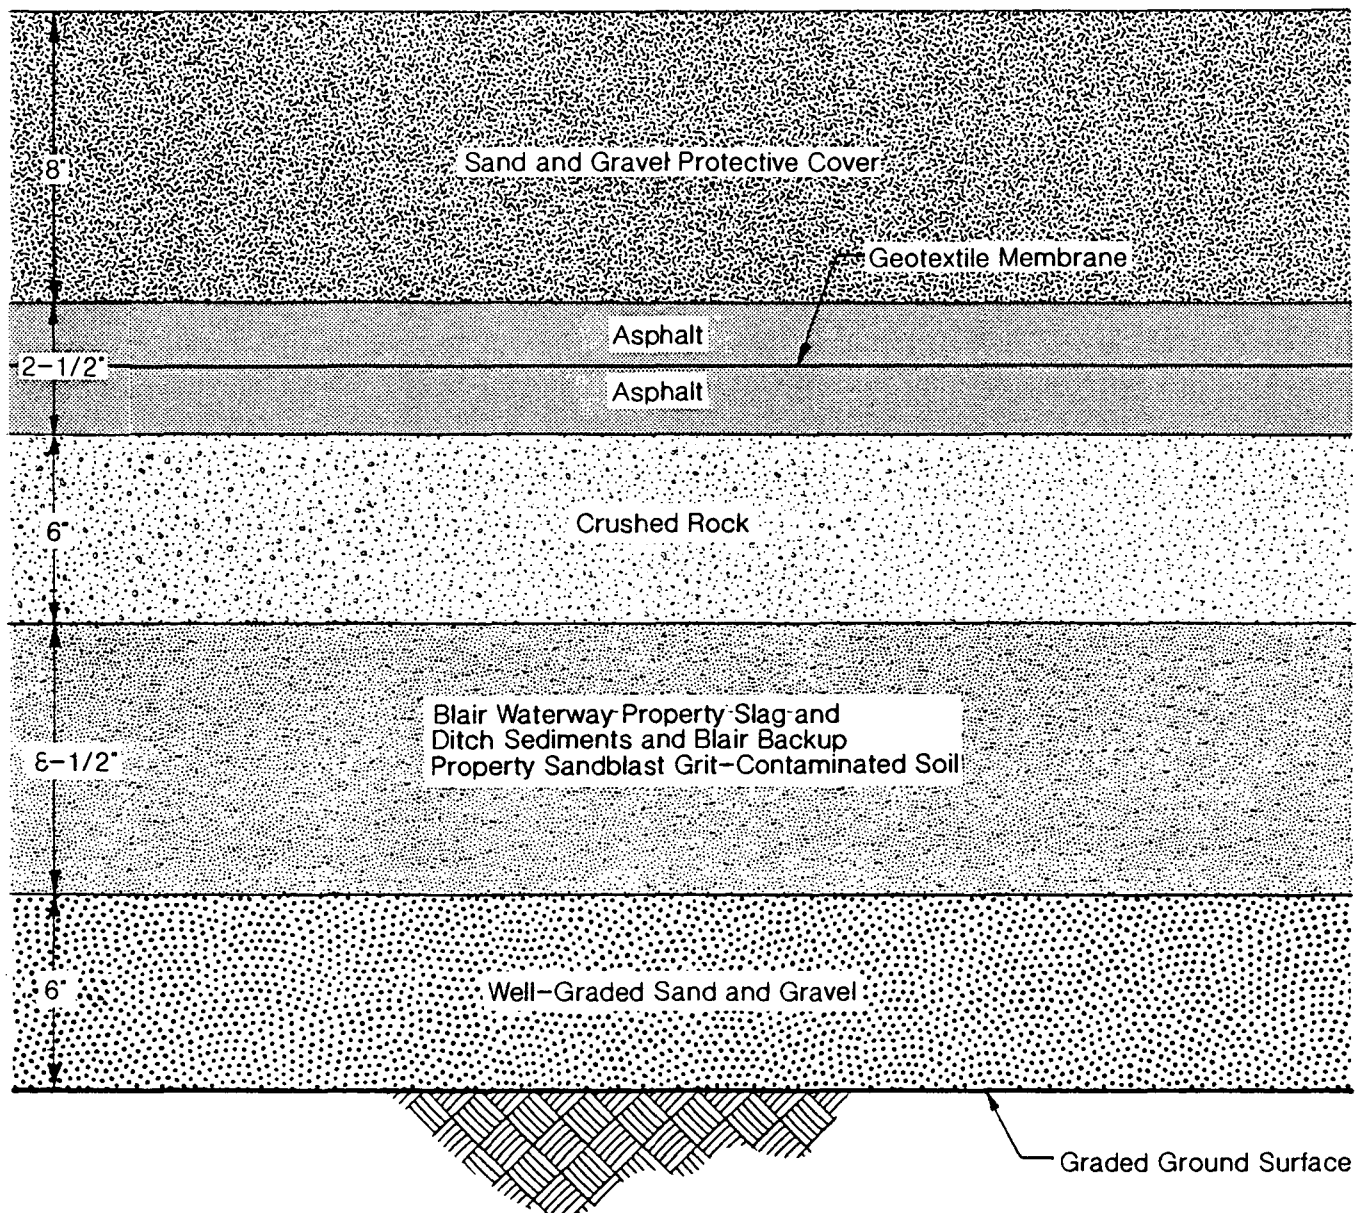 8"
Sand and Gravel Protective Cover
Geotextile Membrane
Asphalt
2-1/2"
Asphalt
6"
Crushed Rock
Blair Waterway Property Slag and
Ditch Sediments and Blair Backup
Property Sandblast Grit-Contaminated Soil
8-1/2"
6"
Well-Graded Sand and Gravel
Graded Ground Surface